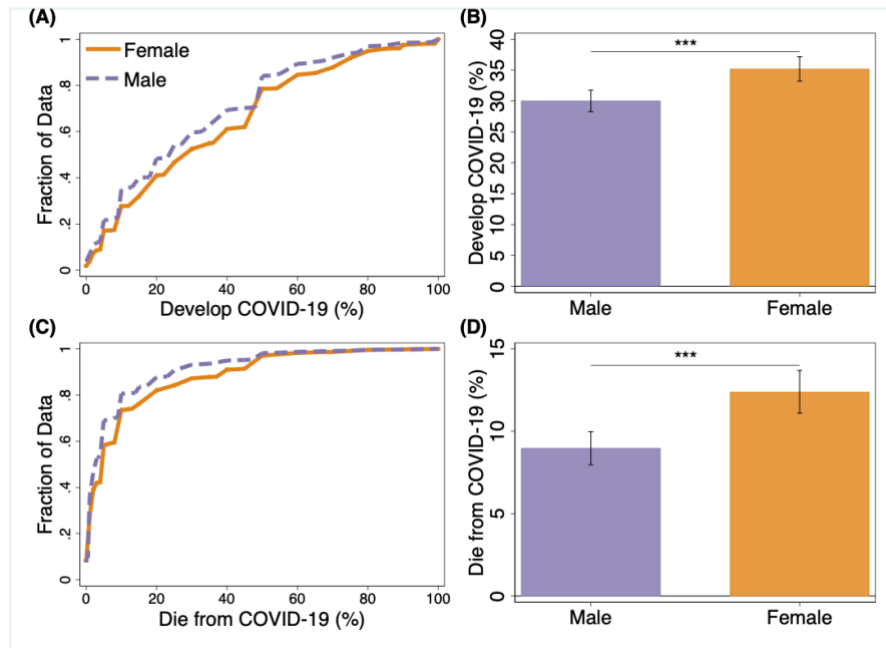 (A)
Fraction of Data
1
.8
.6
.4
.2
0
Female
Male
0 20 40 60 80 100
Develop COVID-19 (%)
(B)
Develop COVID-19 (%)
40
35
30
25
20
15
10
5
0
***
Male Female
(C)
Fraction of Data
1
.8
.6
.4
.2
0
0 20 40 60 80 100
Die from COVID-19 (%)
(D)
Die from COVID-19 (%)
15
10
5
0
***
Male Female